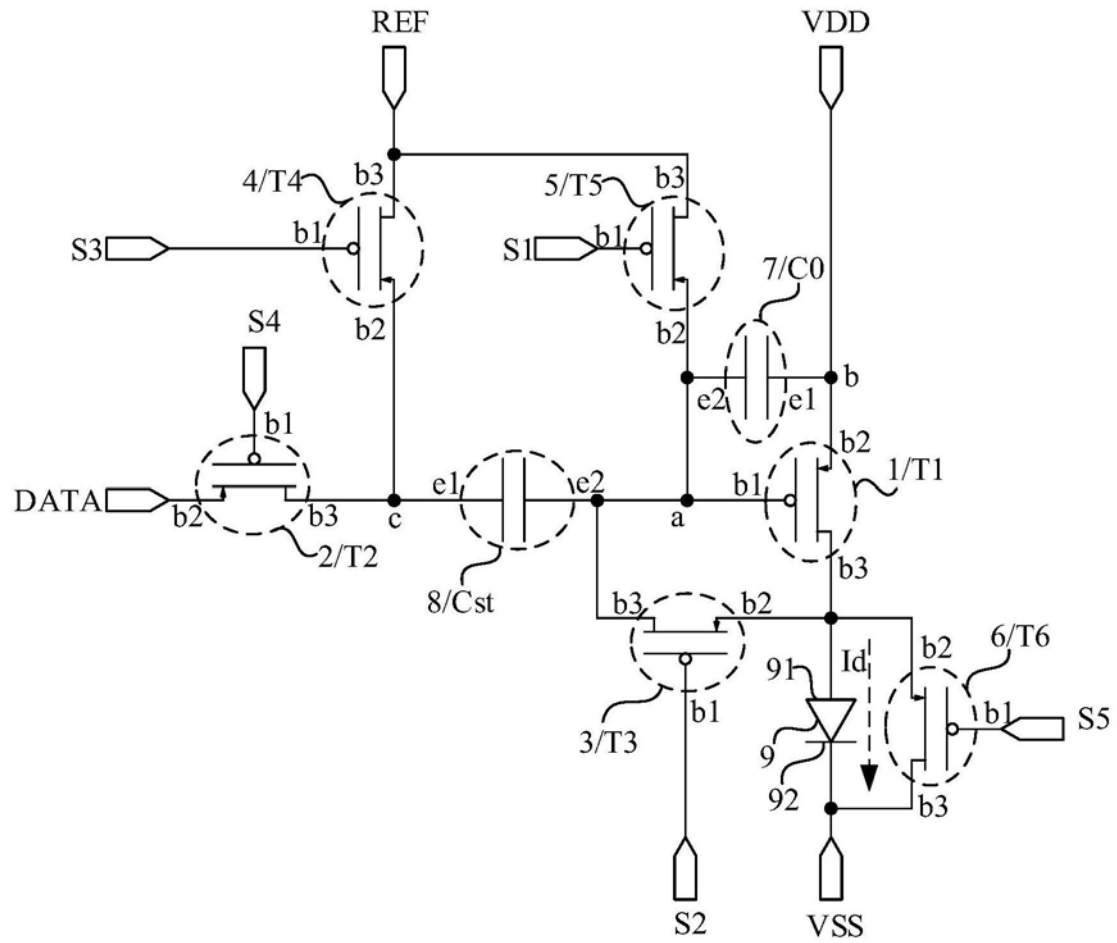 REF
VDD
b3
b3
4/T4
5/T5
S3
b1
S1
b1
7/C0
b2
b2
S4
e2
e1
b
b1
b2
1/T1
DATA
b2
b3
c
e1
e2
a
b1
2/T2
8/Cst
b3
b3
b2
b2
6/T6
91
Id
b1
S5
3/T3
b1
9
92
b3
S2
VSS